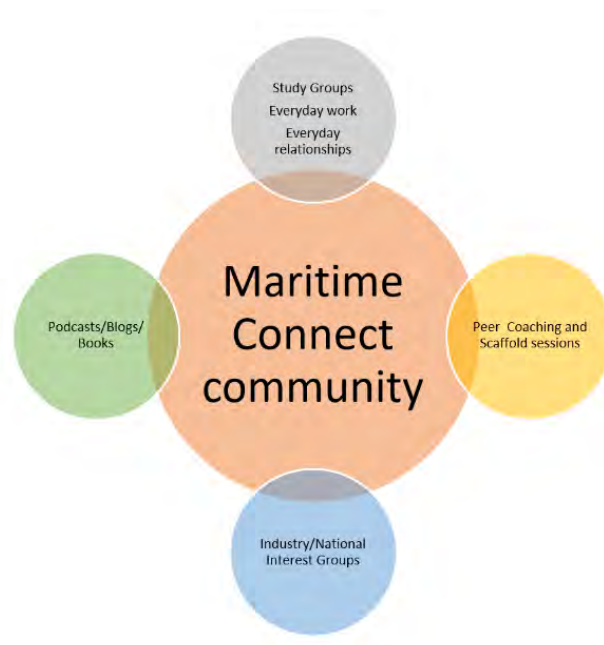 Study Groups
Everyday work
Everyday
relationships
Maritime
Connect
community
Podcasts/Blogs/
Books
Peer Coaching and
Scaffold sessions
Industry/National
Interest Groups